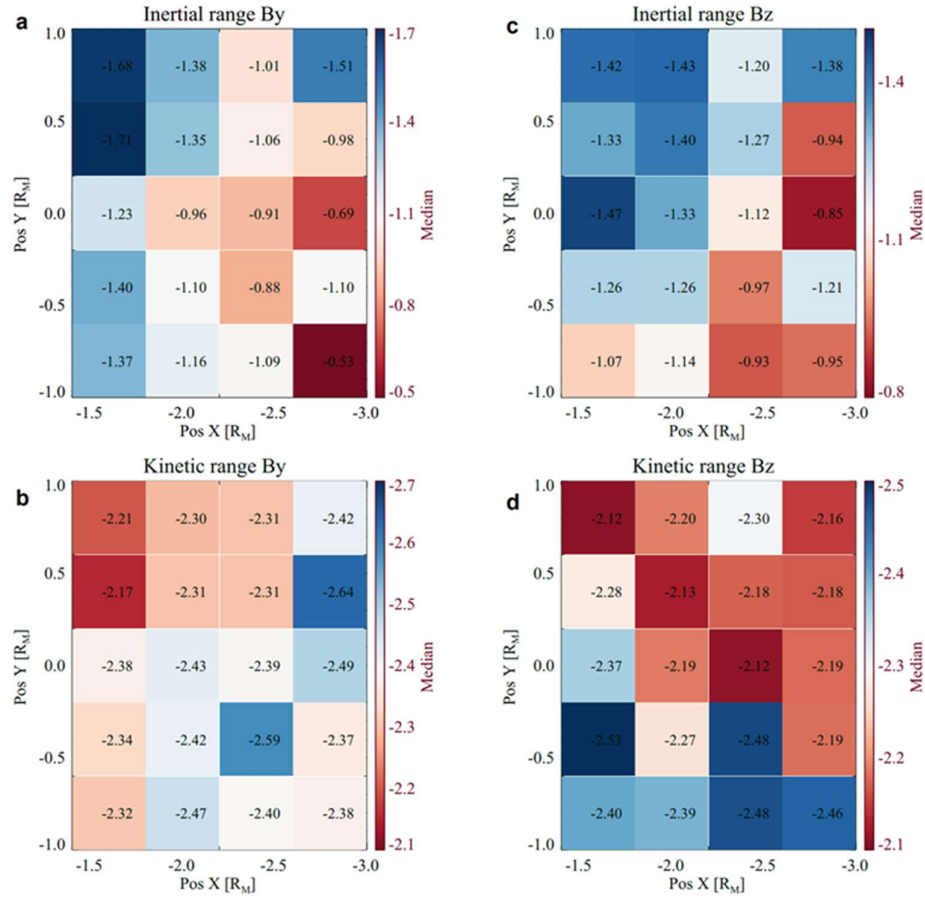 a
Inertial range By
1.0
0.5
0.0
-0.5
-1.0
Pos Y [R_M]
-1.68 -1.38 -1.01 -1.51
-1.71 -1.35 -1.06 -0.98
-1.23 -0.96 -0.91 -0.69
-1.40 -1.10 -0.88 -1.10
-1.37 -1.16 -1.09 -0.53
-1.5 -2.0 -2.5 -3.0
Pos X [R_M]
-1.7
-1.4
-1.1
-0.8
-0.5
Median
c
Inertial range Bz
1.0
0.5
0.0
-0.5
-1.0
Pos Y [R_M]
-1.42 -1.43 -1.20 -1.38
-1.33 -1.40 -1.27 -0.94
-1.47 -1.33 -1.12 -0.85
-1.26 -1.26 -0.97 -1.21
-1.07 -1.14 -0.93 -0.95
-1.5 -2.0 -2.5 -3.0
Pos X [R_M]
-1.4
-1.1
-0.8
Median
b
Kinetic range By
1.0
0.5
0.0
-0.5
-1.0
Pos Y [R_M]
-2.21 -2.30 -2.31 -2.42
-2.17 -2.31 -2.31 -2.64
-2.38 -2.43 -2.39 -2.49
-2.34 -2.42 -2.59 -2.37
-2.32 -2.47 -2.40 -2.38
-1.5 -2.0 -2.5 -3.0
Pos X [R_M]
-2.7
-2.6
-2.5
-2.4
-2.3
-2.2
-2.1
Median
d
Kinetic range Bz
1.0
0.5
0.0
-0.5
-1.0
Pos Y [R_M]
-2.12 -2.20 -2.30 -2.16
-2.28 -2.13 -2.18 -2.18
-2.37 -2.19 -2.12 -2.19
-2.53 -2.27 -2.48 -2.19
-2.40 -2.39 -2.48 -2.46
-1.5 -2.0 -2.5 -3.0
Pos X [R_M]
-2.5
-2.4
-2.3
-2.2
-2.1
Median